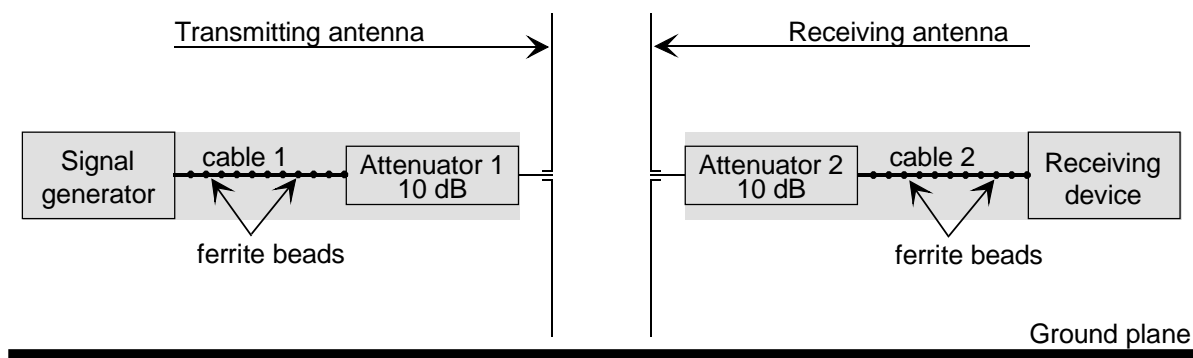 Transmitting antenna
Receiving antenna
Signal
generator
cable 1
Attenuator 1
10 dB
ferrite beads
Attenuator 2
10 dB
cable 2
ferrite beads
Receiving
device
Ground plane